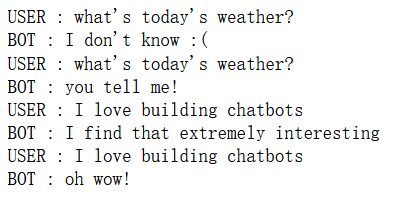 USER : what's today's weather?
BOT : I don't know :(
USER : what's today's weather?
BOT : you tell me!
USER : I love building chatbots
BOT : I find that extremely interesting
USER : I love building chatbots
BOT : oh wow!